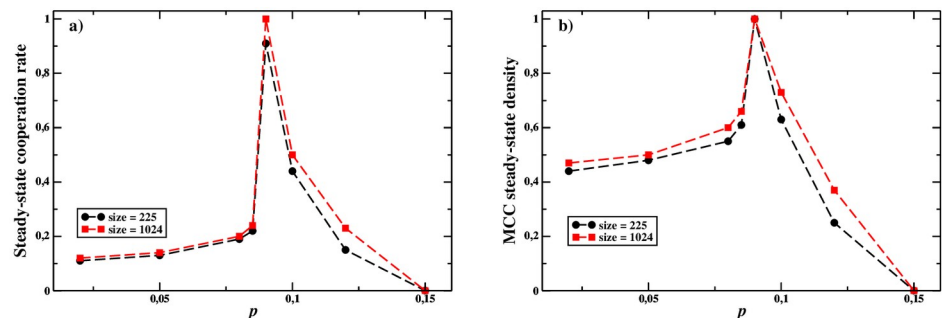 a)
Steady-state cooperation rate
1
0,8
0,6
0,4
0,2
0
size = 225
size = 1024
0,05
0,1
0,15
p
b)
MCC steady-state density
1
0,8
0,6
0,4
0,2
0
size = 225
size = 1024
0,05
0,1
0,15
p